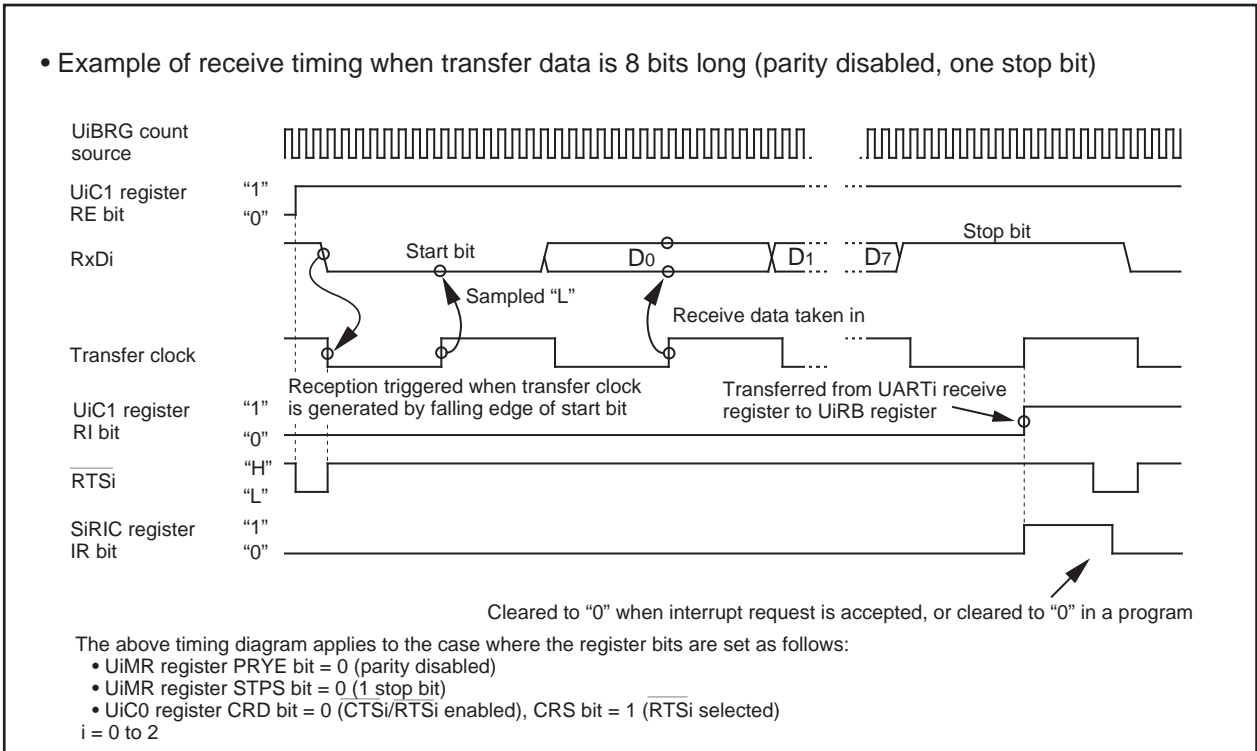 • Example of receive timing when transfer data is 8 bits long (parity disabled, one stop bit)
UiBRG count
source
UiC1 register
RE bit
“1”
“0”
RxDi
Start bit
D0
D1
D7
Stop bit
Sampled “L”
Receive data taken in
Transfer clock
Reception triggered when transfer clock
is generated by falling edge of start bit
Transferred from UARTi receive
register to UiRB register
UiC1 register
RI bit
“1”
“0”
RTSi
“H”
“L”
SiRIC register
IR bit
“1”
“0”
Cleared to “0” when interrupt request is accepted, or cleared to “0” in a program
The above timing diagram applies to the case where the register bits are set as follows:
• UiMR register PRYE bit = 0 (parity disabled)
• UiMR register STPS bit = 0 (1 stop bit)
• UiC0 register CRD bit = 0 (CTSi/RTSi enabled), CRS bit = 1 (RTSi selected)
i = 0 to 2